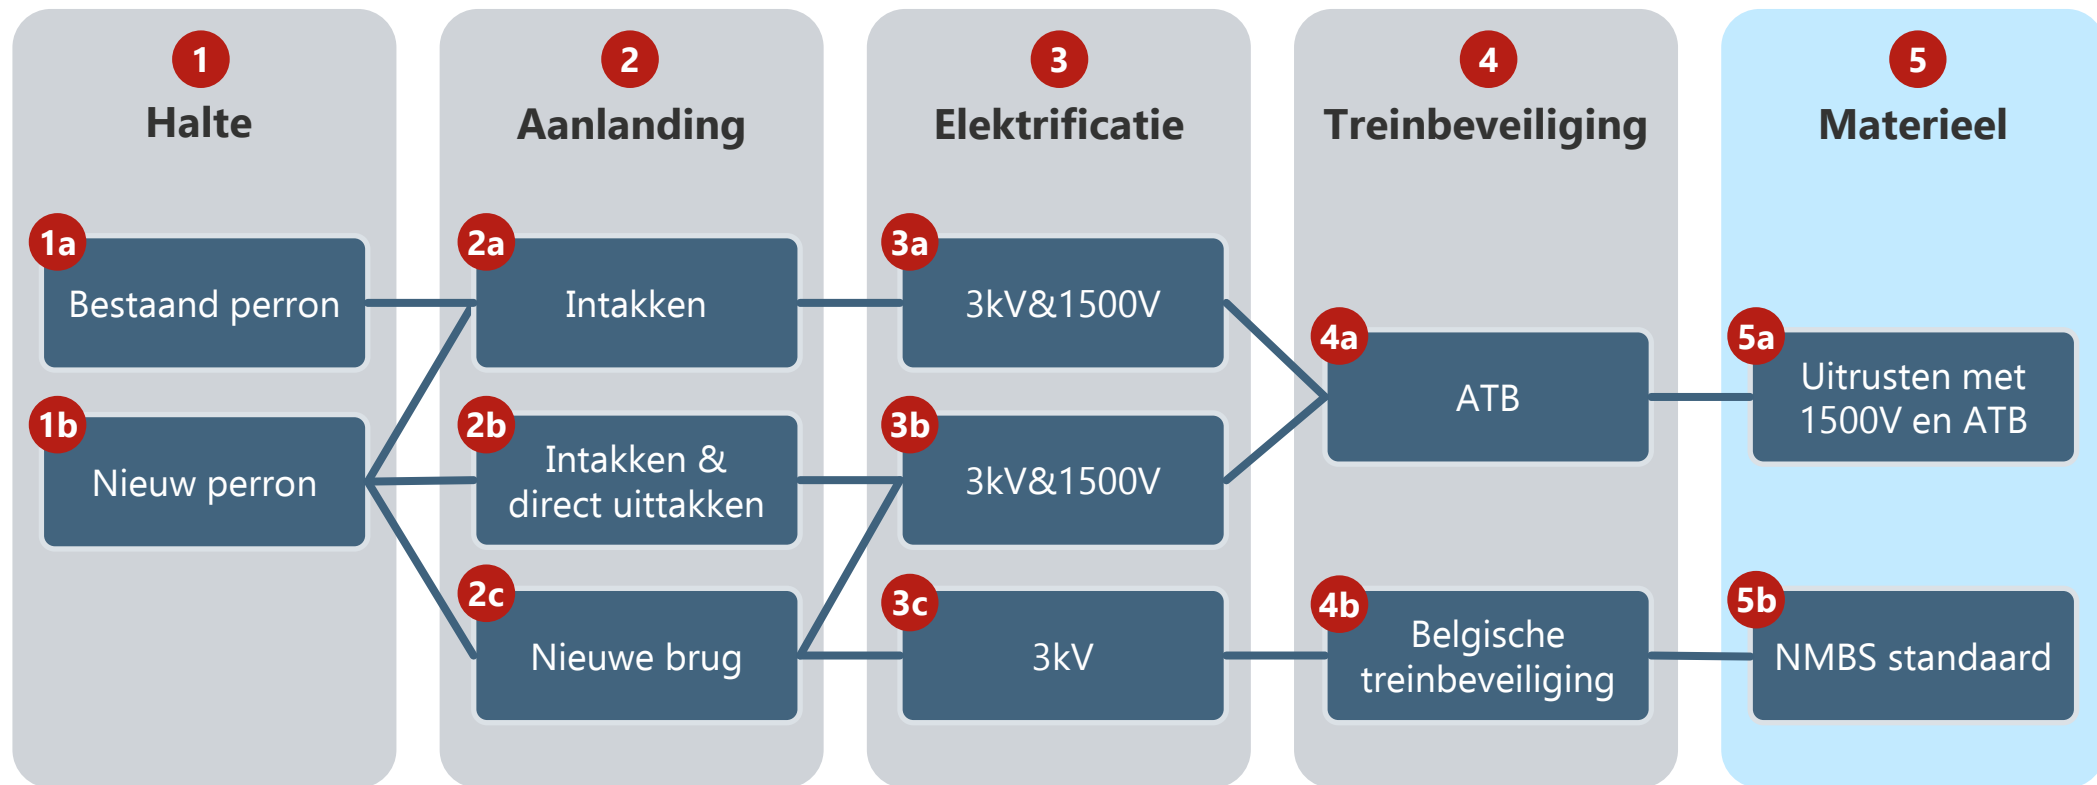 1
Halte
1a
Bestaand perron
1b
Nieuw perron
2
Aanlanding
2a
Intakken
2b
Intakken &
direct uittakken
2c
Nieuwe brug
3
Elektrificatie
3a
3kV&1500V
3b
3kV&1500V
3c
3kV
4
Treinbeveiliging
4a
ATB
4b
Belgische
treinbeveiliging
5
Materieel
5a
Uitrusten met
1500V en ATB
5b
NMBS standaard